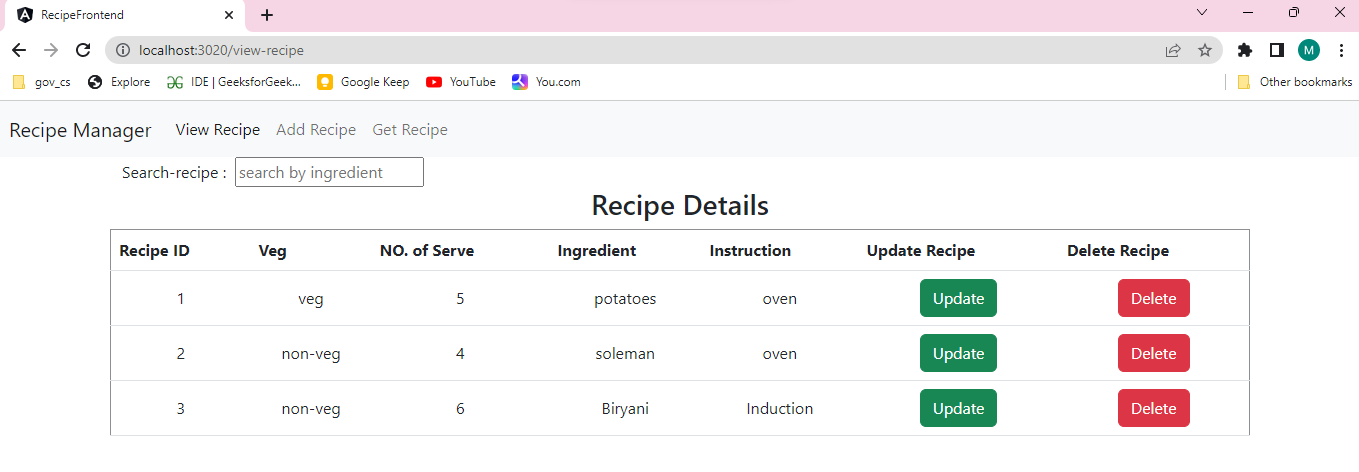 RecipeFrontend
localhost:3020/view-recipe
M
gov_cs Explore IDE | GeeksforGeek... Google Keep YouTube You.com Other bookmarks
Recipe Manager View Recipe Add Recipe Get Recipe
Search-recipe : search by ingredient
Recipe Details
Recipe ID Veg NO. of Serve Ingredient Instruction Update Recipe Delete Recipe
1 veg 5 potatoes oven Update Delete
2 non-veg 4 soleman oven Update Delete
3 non-veg 6 Biryani Induction Update Delete